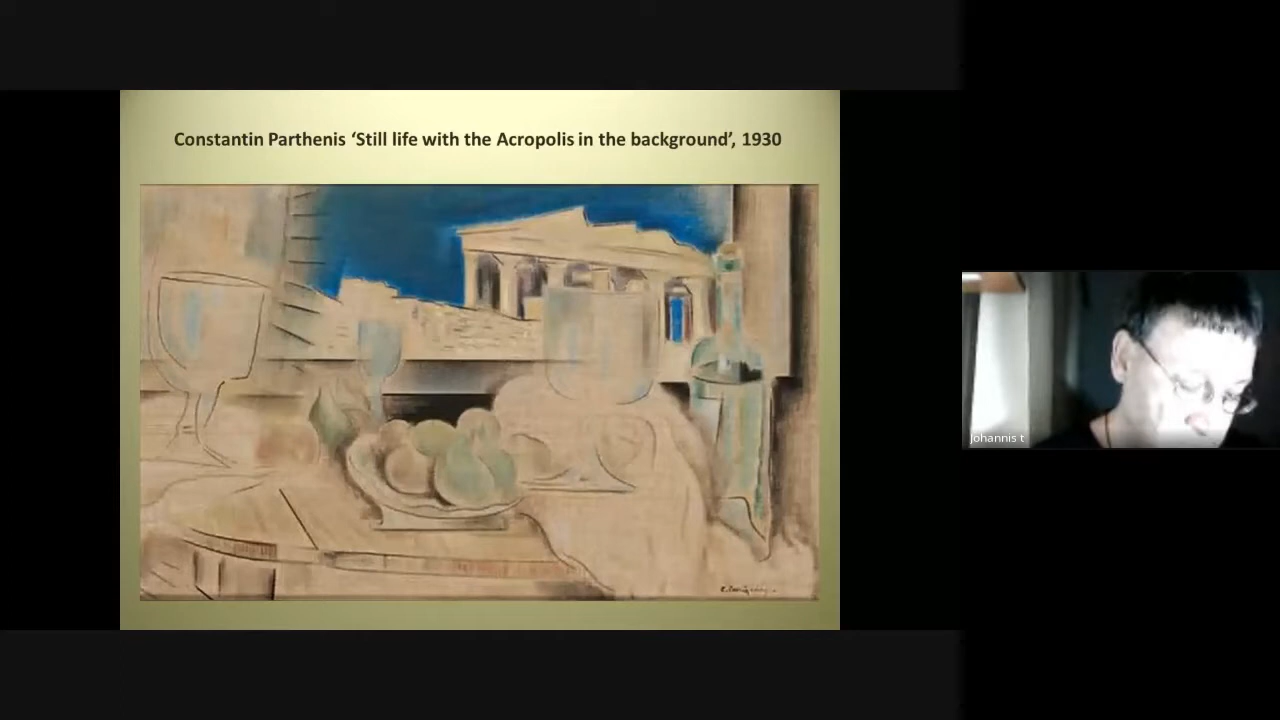 Constantin Parthenis ‘Still life with the Acropolis in the background’, 1930
Johannis t